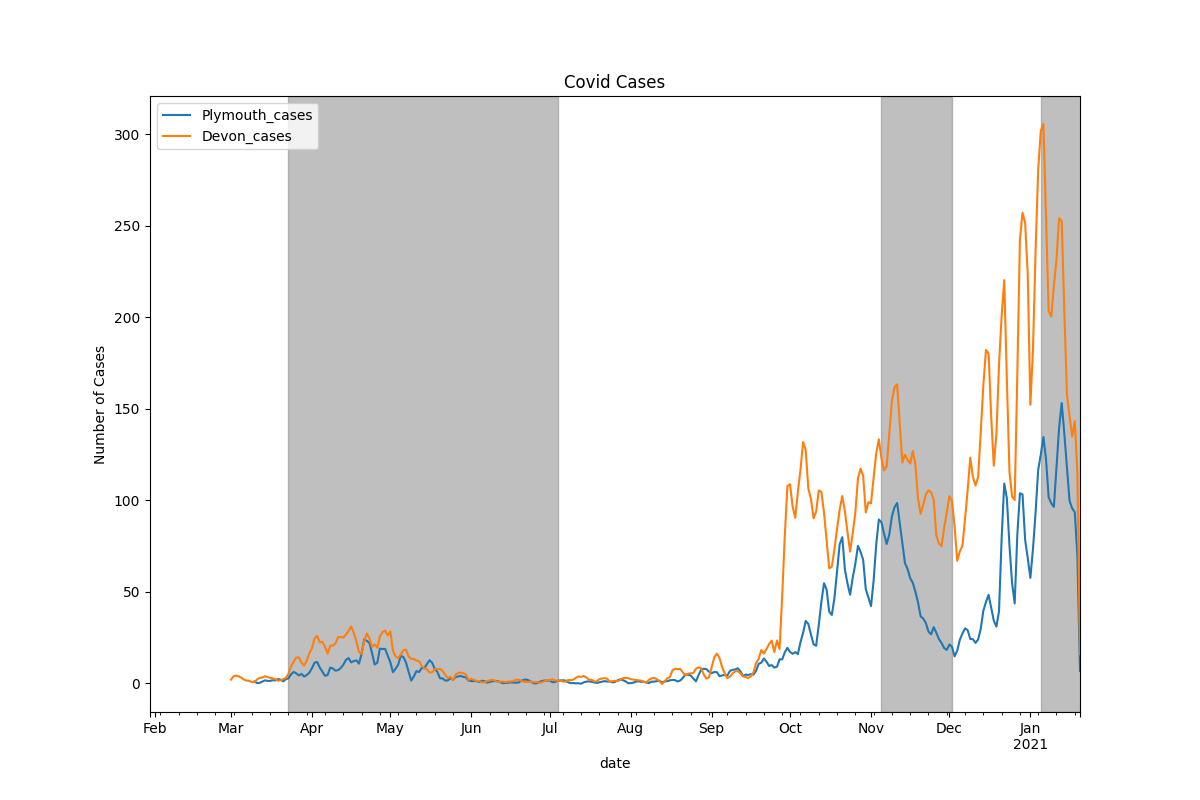 Covid Cases
Plymouth_cases
Devon_cases
300
250
200
150
100
50
0
Number of Cases
Feb Mar Apr May Jun Jul Aug Sep Oct Nov Dec Jan
2021
date